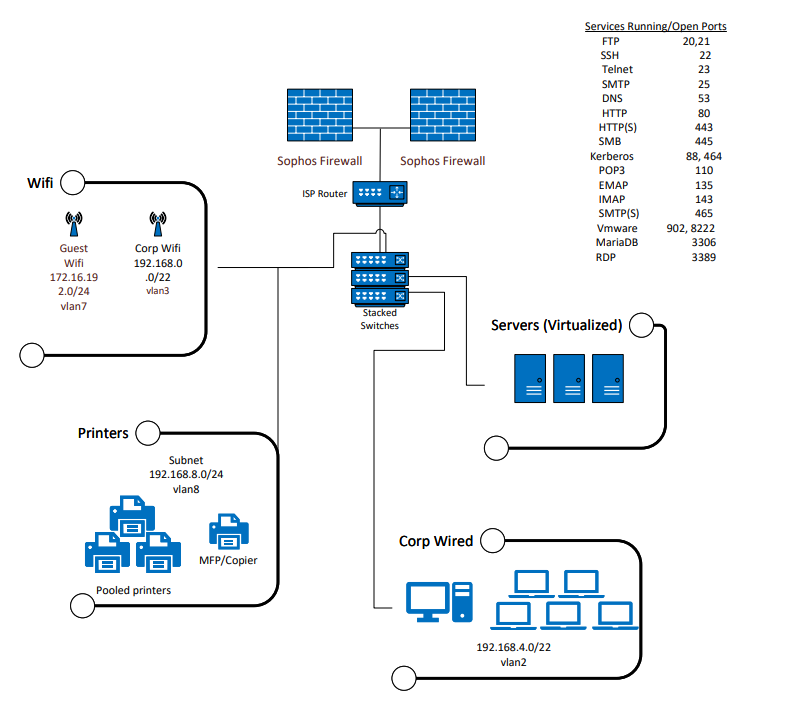 Services Running/Open Ports
FTP 20,21
SSH 22
Telnet 23
SMTP 25
DNS 53
HTTP 80
HTTP(S) 443
SMB 445
Kerberos 88, 464
POP3 110
EMAP 135
IMAP 143
SMTP(S) 465
Vmware 902, 8222
MariaDB 3306
RDP 3389
Sophos Firewall
Sophos Firewall
ISP Router
Stacked
Switches
Wifi
Guest
Wifi
172.16.19
2.0/24
vlan7
Corp Wifi
192.168.0
.0/22
vlan3
Servers (Virtualized)
Printers
Subnet
192.168.8.0/24
vlan8
MFP/Copier
Pooled printers
Corp Wired
192.168.4.0/22
vlan2